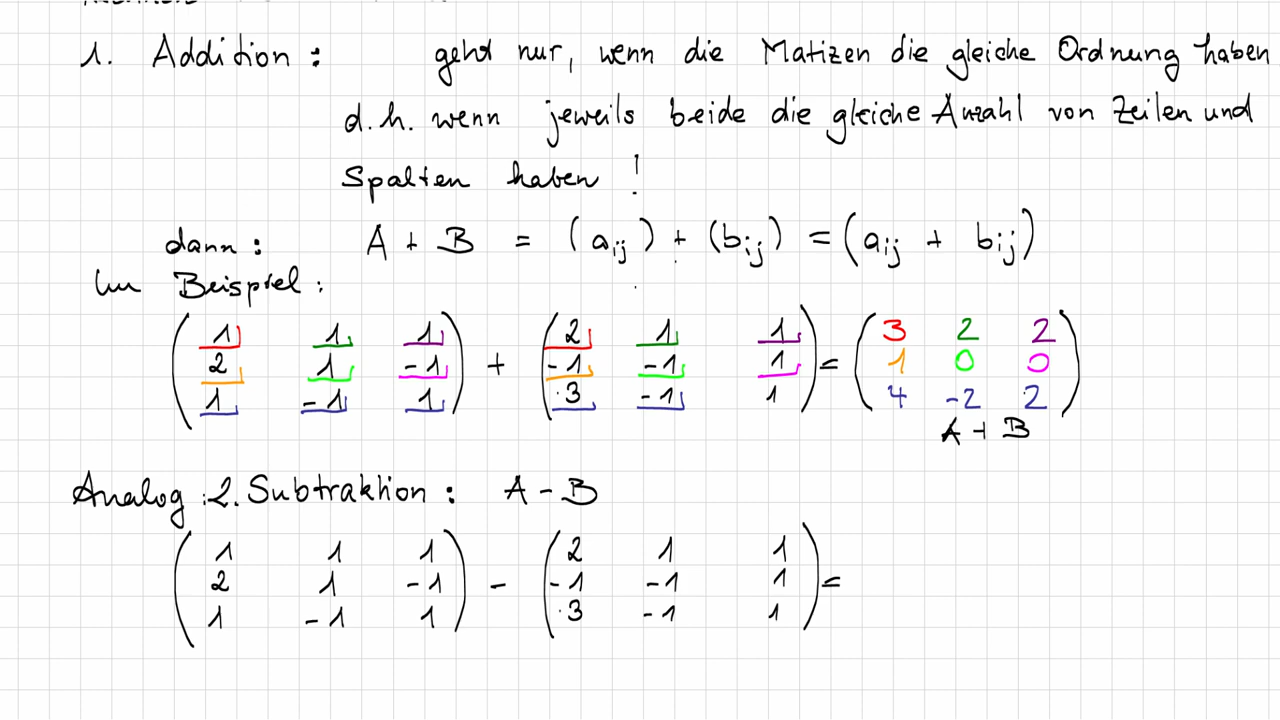 1. Addition : gehd nur, wenn die Matizen die gleiche Ordnung haben
d.h. wenn jeweils beide die gleiche Anzahl von Zeilen und
Spalten haben !
dann : A + B = (aij) + (bij) = (aij + bij)
Im Beispiel :
( 1 1 1 ) ( 2 1 1 ) ( 3 2 2 )
( 2 1 -1 ) + ( -1 -1 1 ) = ( 1 0 0 )
( 1 -1 1 ) ( 3 -1 1 ) ( 4 -2 2 )
A + B
Analog : 2. Subtraktion : A - B
( 1 1 1 ) ( 2 1 1 )
( 2 1 -1 ) - ( -1 -1 1 ) =
( 1 -1 1 ) ( 3 -1 1 )